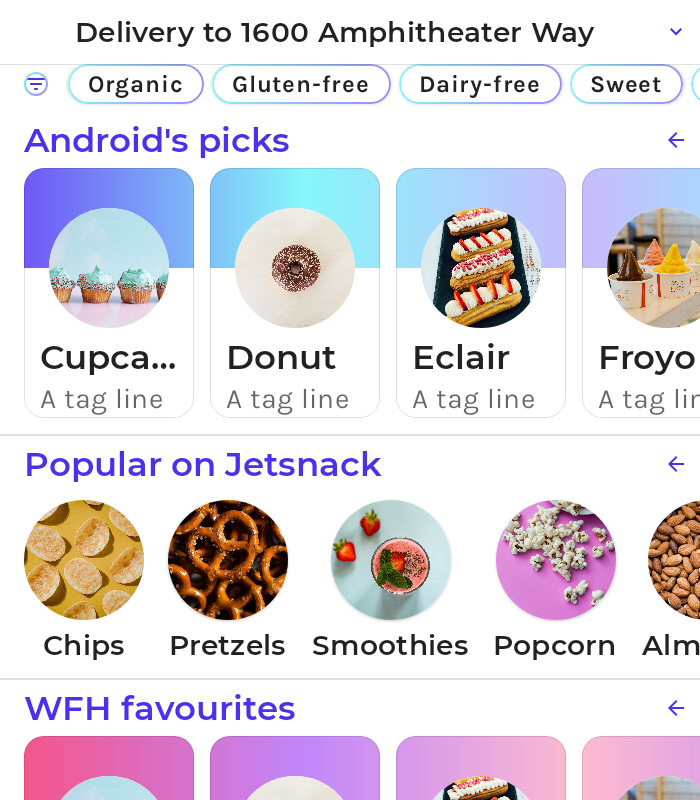 Delivery to 1600 Amphitheater Way
Organic
Gluten-free
Dairy-free
Sweet
Android's picks
Cupca...
Donut
Eclair
Froyo
A tag line
A tag line
A tag line
A tag lin
Popular on Jetsnack
Chips
Pretzels
Smoothies
Popcorn
Alm
WFH favourites